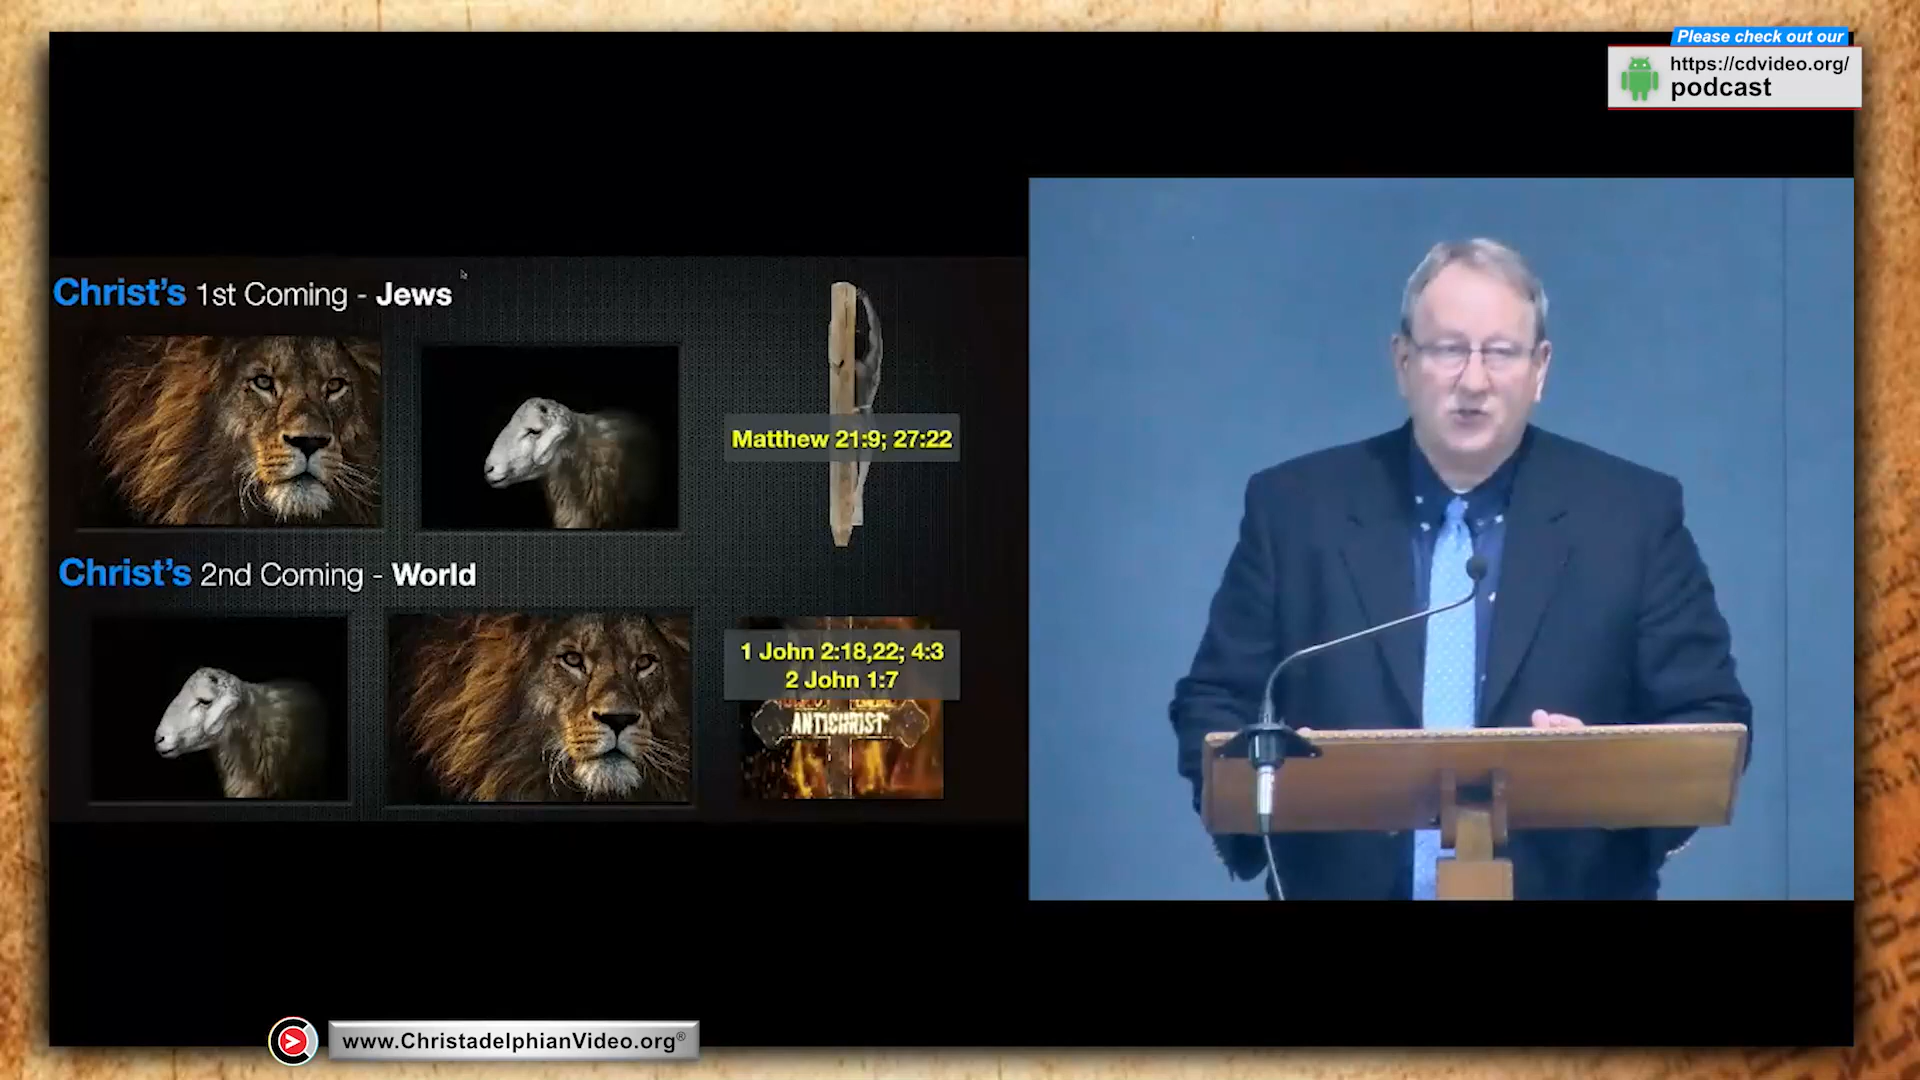 Please check out our
https://cdvideo.org/
podcast
Christ's 1st Coming - Jews
Matthew 21:9; 27:22
Christ's 2nd Coming - World
1 John 2:18,22; 4:3
2 John 1:7
ANTICHRIST
www.ChristadelphianVideo.org®